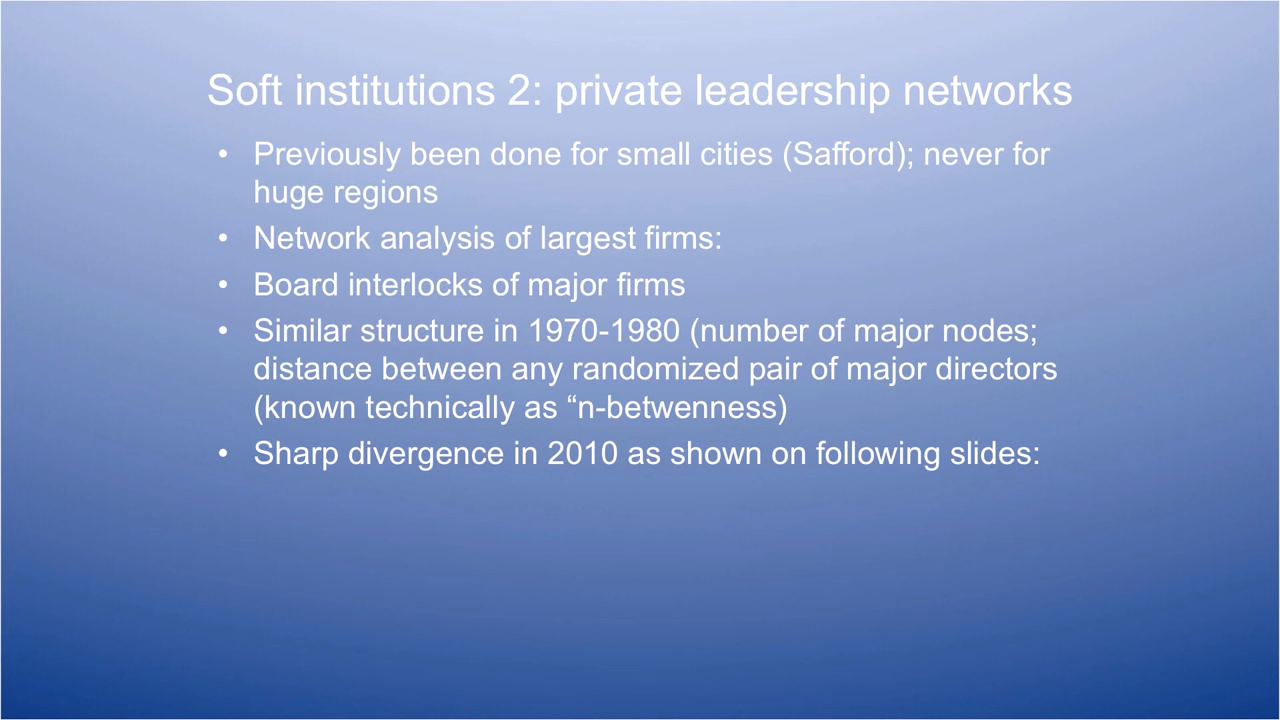 Soft institutions 2: private leadership networks
• Previously been done for small cities (Safford); never for
huge regions
• Network analysis of largest firms:
• Board interlocks of major firms
• Similar structure in 1970-1980 (number of major nodes;
distance between any randomized pair of major directors
(known technically as “n-betwenness)
• Sharp divergence in 2010 as shown on following slides: